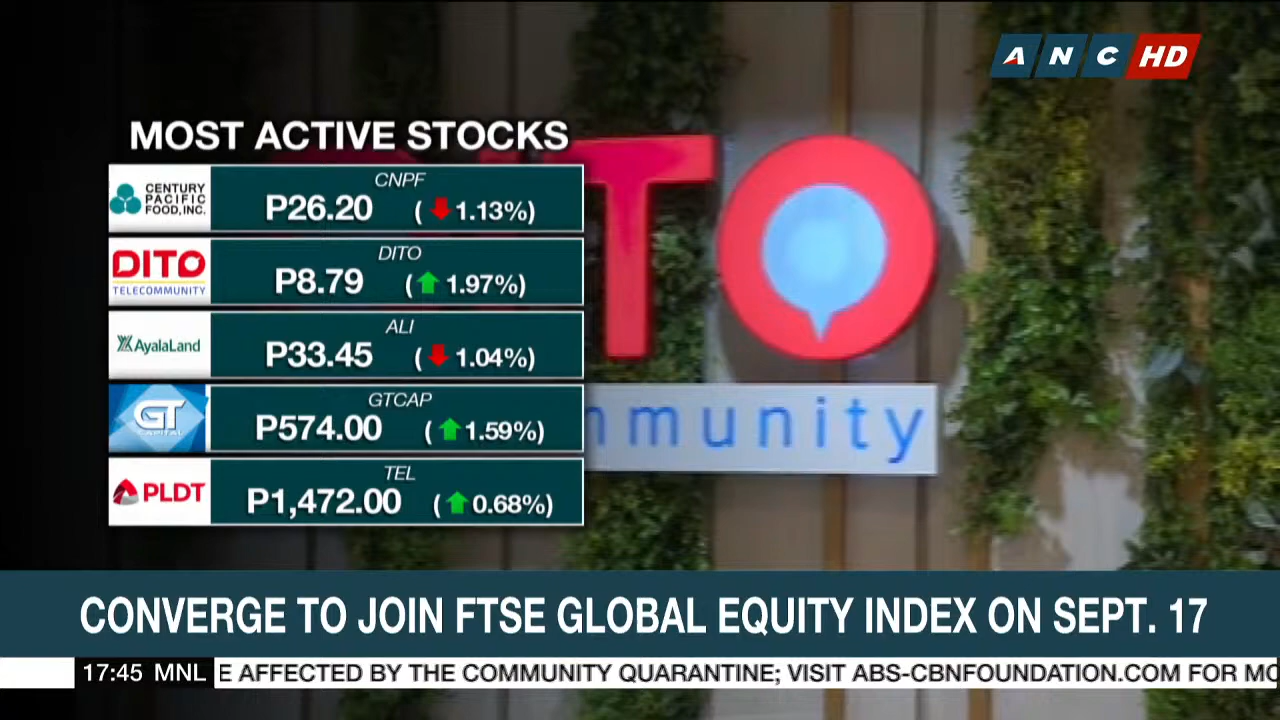 ANC HD
MOST ACTIVE STOCKS
CENTURY
PACIFIC
FOOD, INC.
CNPF
P26.20 (1.13%)
DITO
TELECOMMUNITY
DITO
P8.79 (1.97%)
AyalaLand
ALI
P33.45 (1.04%)
GT
CAPITAL
GTCAP
P574.00 (1.59%)
PLDT
TEL
P1,472.00 (0.68%)
TO
mmunity
CONVERGE TO JOIN FTSE GLOBAL EQUITY INDEX ON SEPT. 17
17:45 MNL E AFFECTED BY THE COMMUNITY QUARANTINE; VISIT ABS-CBNFOUNDATION.COM FOR MO